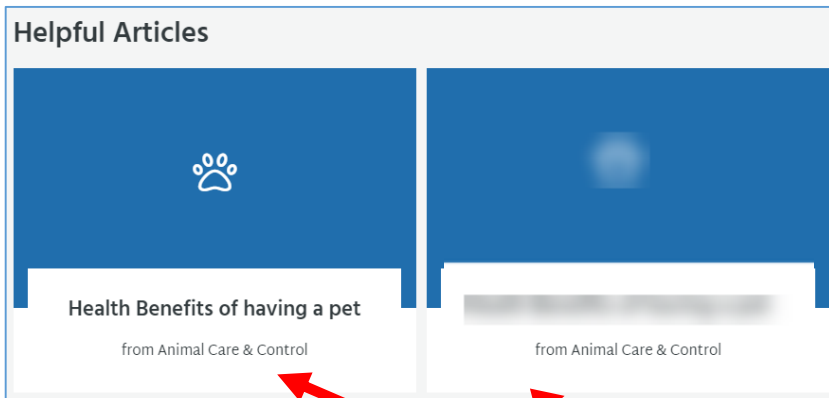 Helpful Articles
Health Benefits of having a pet
from Animal Care & Control
from Animal Care & Control